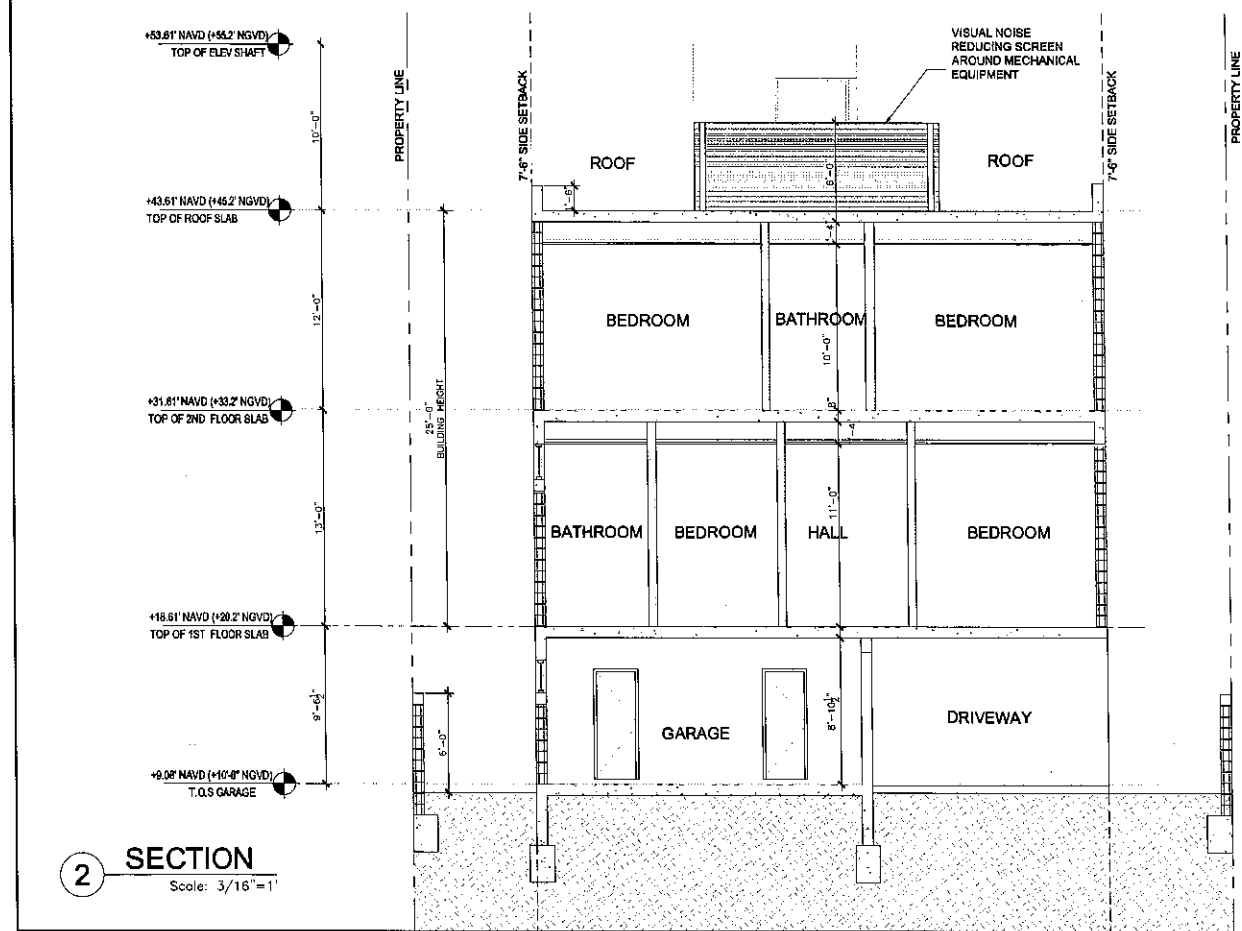 +53.61' NAVD (+55.2' NGVD)
TOP OF ELEV SHAFT
10'-0"
+43.61' NAVD (+45.2' NGVD)
TOP OF ROOF SLAB
12'-0"
+31.61' NAVD (+33.2' NGVD)
TOP OF 2ND FLOOR SLAB
13'-0"
+18.61' NAVD (+20.2' NGVD)
TOP OF 1ST FLOOR SLAB
9'-6½"
+9.08' NAVD (+10'-8" NGVD)
T.O.S GARAGE
PROPERTY LINE
7'-6" SIDE SETBACK
VISUAL NOISE
REDUCING SCREEN
AROUND MECHANICAL
EQUIPMENT
7'-6" SIDE SETBACK
PROPERTY LINE
ROOF
6'-0"
ROOF
1'-6"
25'-0"
BUILDING HEIGHT
BEDROOM
BATHROOM
BEDROOM
10'-0"
8"
BATHROOM
BEDROOM
HALL
BEDROOM
11'-0"
6'-0"
GARAGE
8'-10½"
DRIVEWAY
2
SECTION
Scale: 3/16"=1'